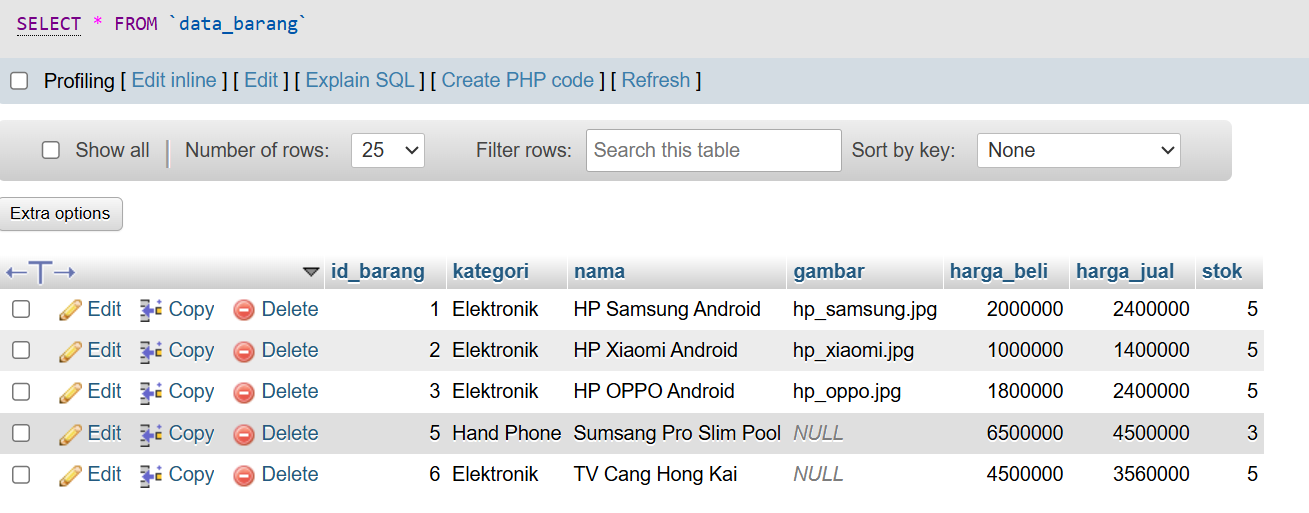 SELECT * FROM `data_barang`
Profiling [ Edit inline ] [ Edit ] [ Explain SQL ] [ Create PHP code ] [ Refresh ]
Show all | Number of rows: 25 Filter rows: Search this table Sort by key: None
Extra options
←T→ id_barang kategori nama gambar harga_beli harga_jual stok
Edit Copy Delete 1 Elektronik HP Samsung Android hp_samsung.jpg 2000000 2400000 5
Edit Copy Delete 2 Elektronik HP Xiaomi Android hp_xiaomi.jpg 1000000 1400000 5
Edit Copy Delete 3 Elektronik HP OPPO Android hp_oppo.jpg 1800000 2400000 5
Edit Copy Delete 5 Hand Phone Sumsang Pro Slim Pool NULL 6500000 4500000 3
Edit Copy Delete 6 Elektronik TV Cang Hong Kai NULL 4500000 3560000 5